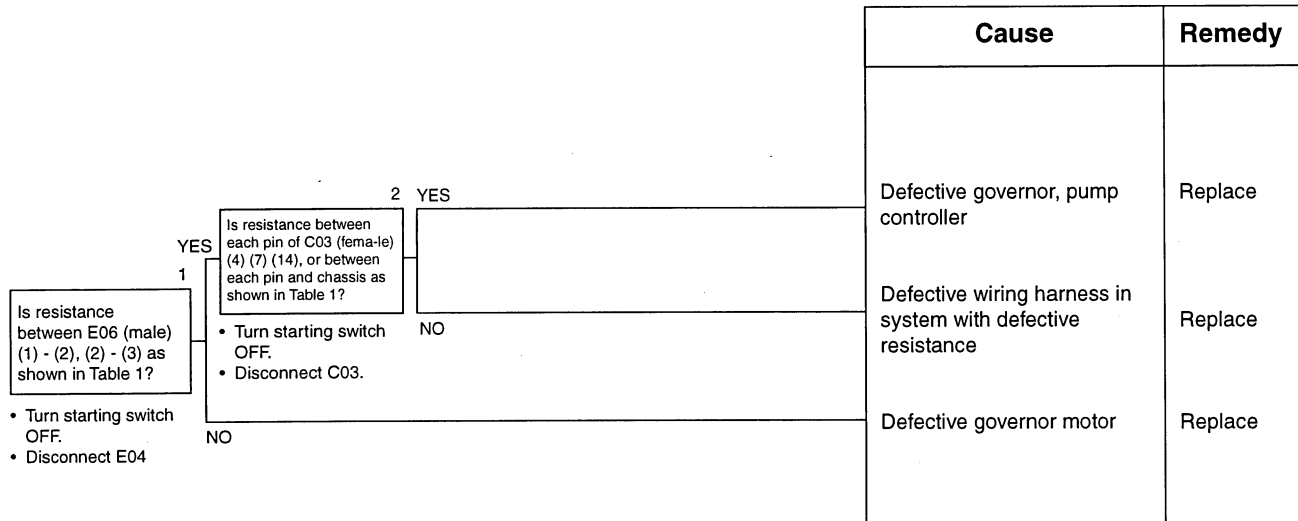 Cause
Remedy
2 YES
Is resistance between
each pin of C03 (fema-le)
(4) (7) (14), or between
each pin and chassis as
shown in Table 1?
Defective governor, pump
controller
Replace
YES
1
Is resistance
between E06 (male)
(1) - (2), (2) - (3) as
shown in Table 1?
• Turn starting switch
OFF.
• Disconnect C03.
NO
Defective wiring harness in
system with defective
resistance
Replace
• Turn starting switch
OFF.
• Disconnect E04
NO
Defective governor motor
Replace